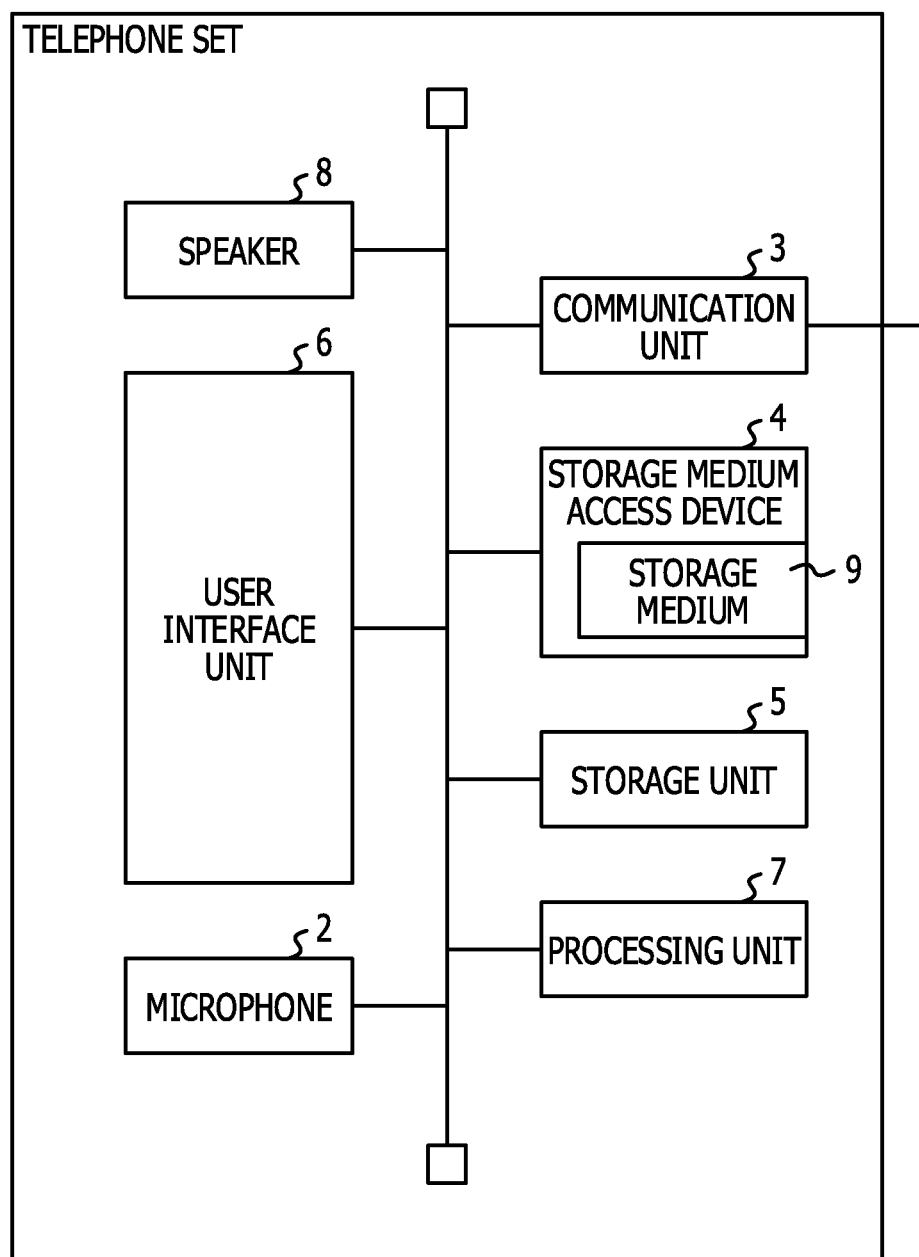 TELEPHONE SET
8
SPEAKER
3
COMMUNICATION
UNIT
6
USER
INTERFACE
UNIT
4
STORAGE MEDIUM
ACCESS DEVICE
STORAGE
MEDIUM
9
5
STORAGE UNIT
7
PROCESSING UNIT
2
MICROPHONE